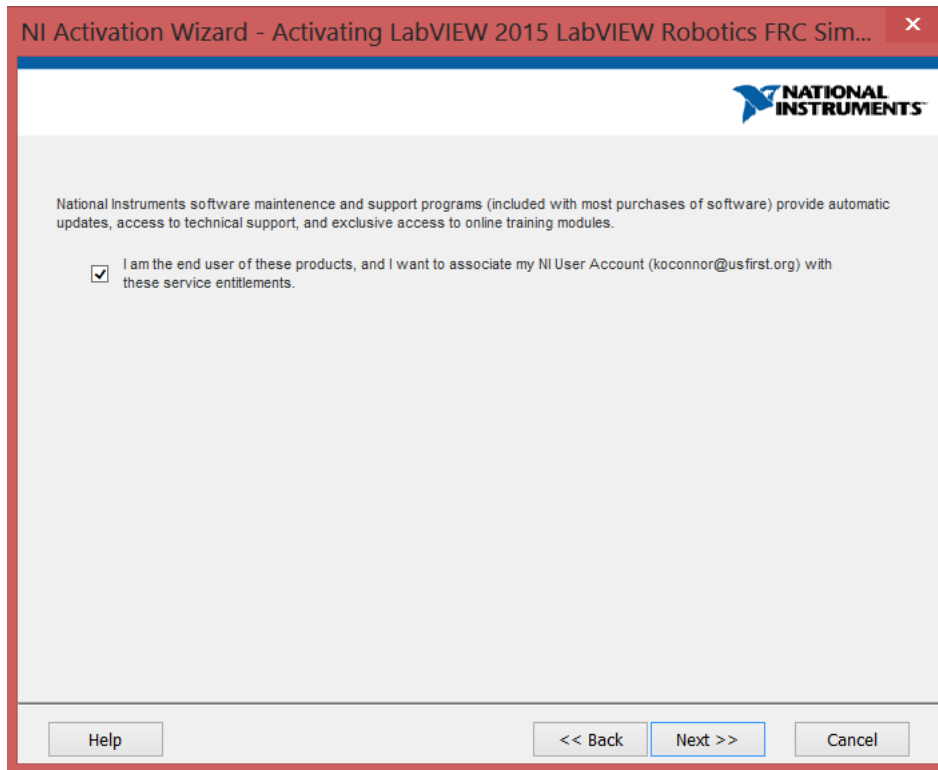 NI Activation Wizard - Activating LabVIEW 2015 LabVIEW Robotics FRC Sim...
NATIONAL
INSTRUMENTS
National Instruments software maintenence and support programs (included with most purchases of software) provide automatic
updates, access to technical support, and exclusive access to online training modules.
I am the end user of these products, and I want to associate my NI User Account (koconnor@usfirst.org) with
these service entitlements.
Help
<< Back
Next >>
Cancel